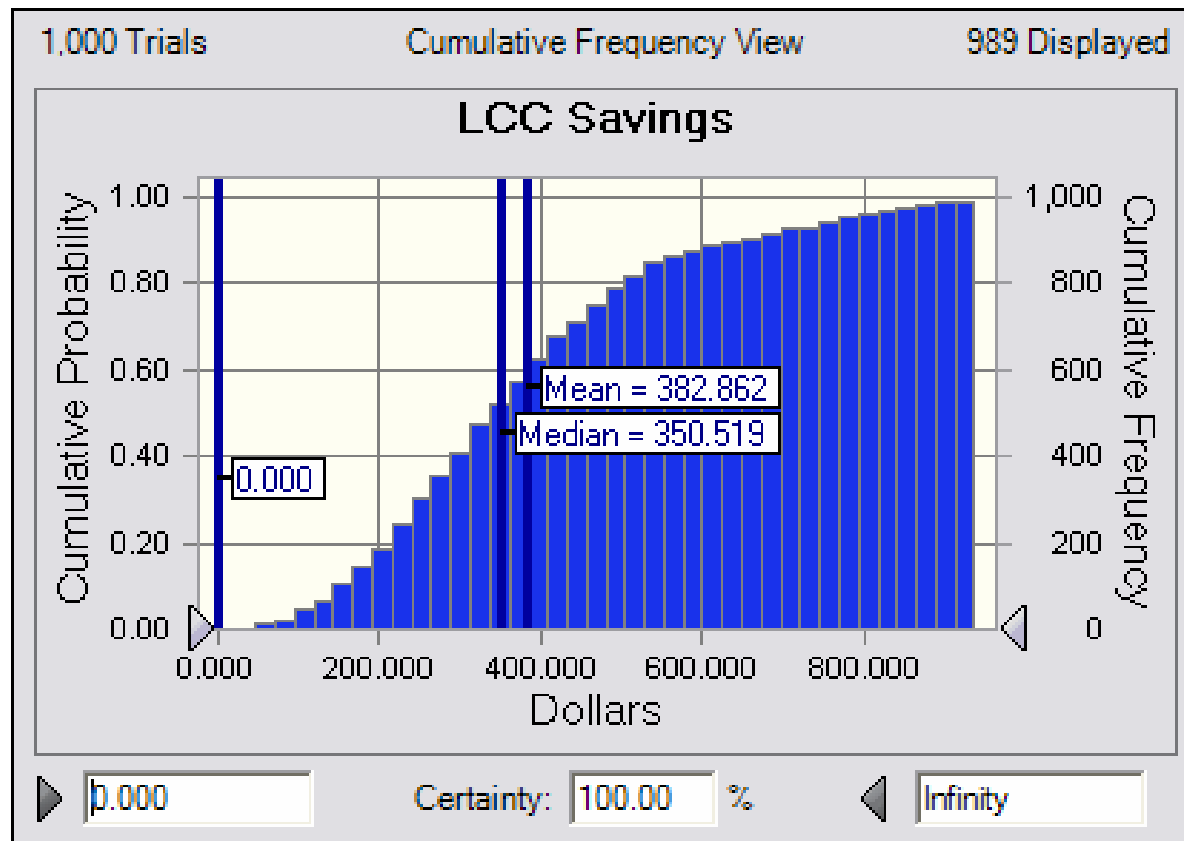 1,000 Trials Cumulative Frequency View 989 Displayed
LCC Savings
Cumulative Probability
1.00
0.80
0.60
0.40
0.20
0.00
Mean = 382.862
Median = 350.519
0.000
1,000
800
600
400
200
0
Cumulative Frequency
0.000 200.000 400.000 600.000 800.000
Dollars
0.000 Certainty: 100.00 % Infinity